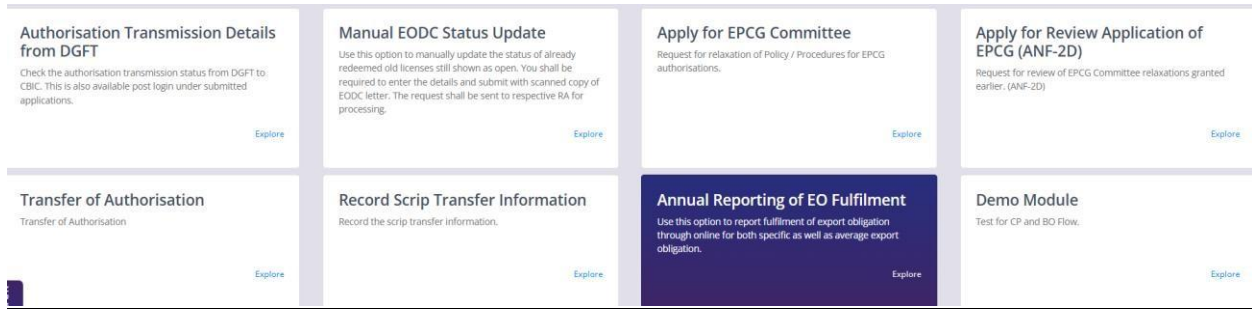 Authorisation Transmission Details
from DGFT
Check the authorisation transmission status from DGFT to
CBIC. This is also available post login under submitted
applications.
Explore
Manual EODC Status Update
Use this option to manually update the status of already
redeemed old licenses still shown as open. You shall be
required to enter the details and submit with scanned copy of
EODC letter. The request shall be sent to respective RA for
processing.
Explore
Apply for EPCG Committee
Request for relaxation of Policy / Procedures for EPCG
authorisations.
Explore
Apply for Review Application of
EPCG (ANF-2D)
Request for review of EPCG Committee relaxations granted
earlier. (ANF-2D)
Explore
Transfer of Authorisation
Transfer of Authorisation
Explore
Record Scrip Transfer Information
Record the scrip transfer information.
Explore
Annual Reporting of EO Fulfilment
Use this option to report fulfilment of export obligation
through online for both specific as well as average export
obligation.
Explore
Demo Module
Test for CP and BO Flow.
Explore